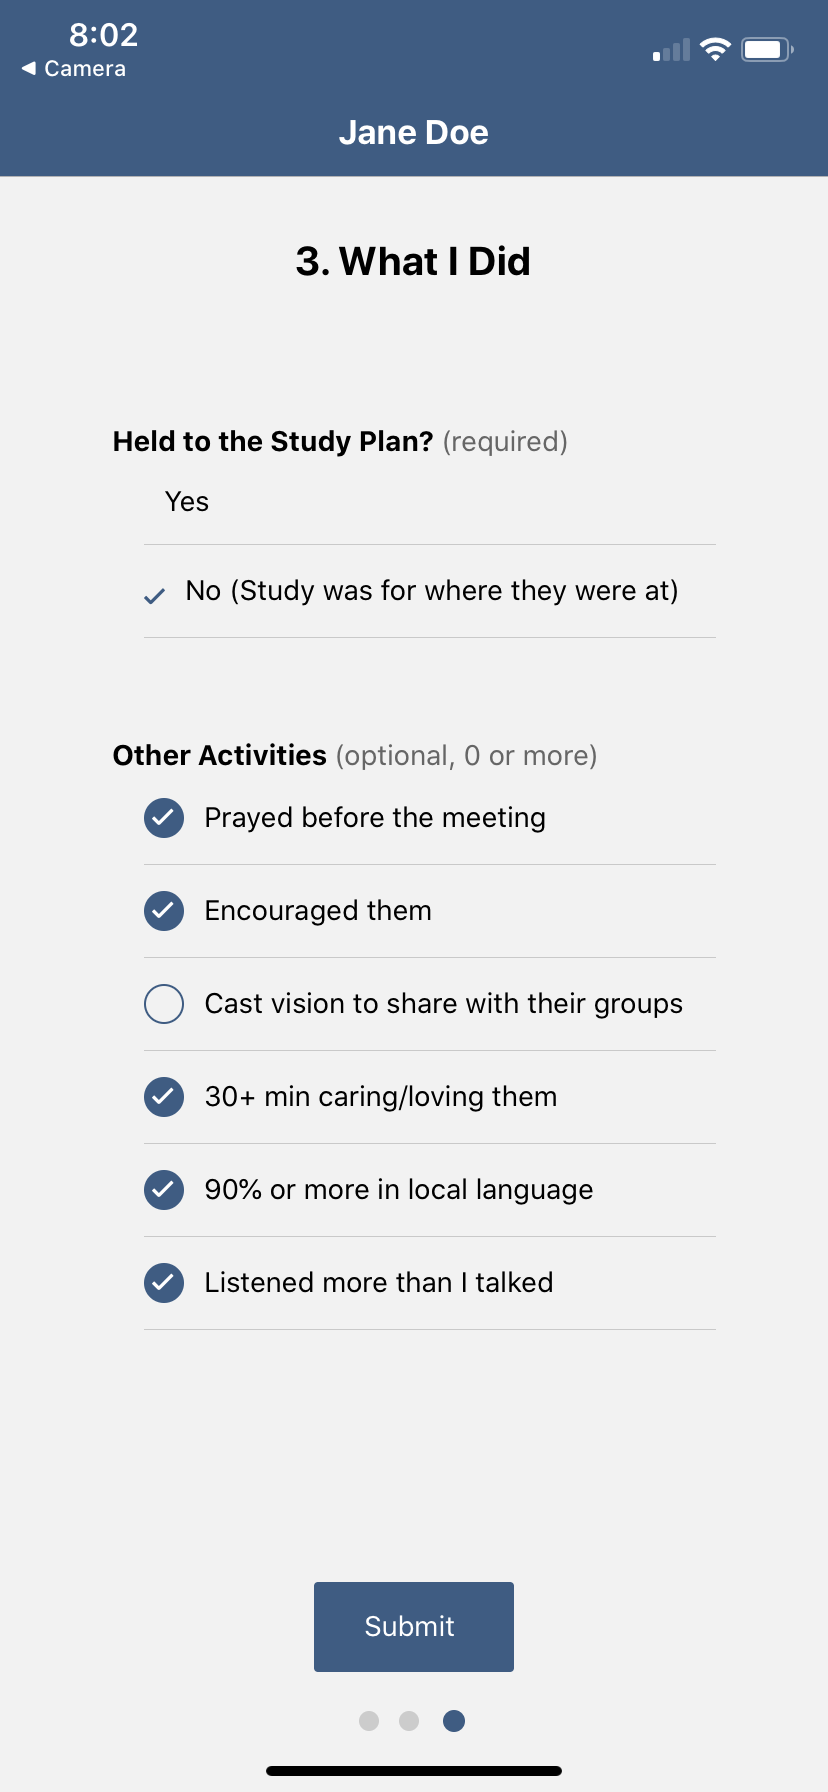 8:02
Camera
Jane Doe
3. What I Did
Held to the Study Plan? (required)
Yes
No (Study was for where they were at)
Other Activities (optional, 0 or more)
Prayed before the meeting
Encouraged them
Cast vision to share with their groups
30+ min caring/loving them
90% or more in local language
Listened more than I talked
Submit